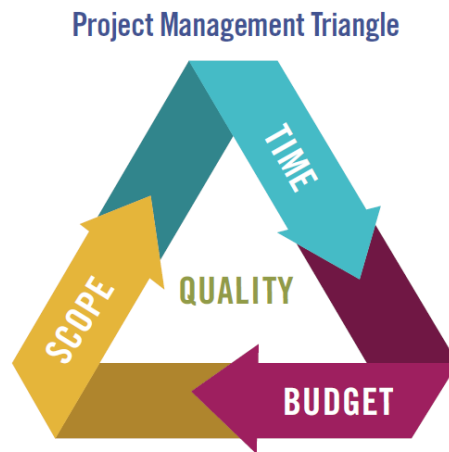 Project Management Triangle
TIME
QUALITY
SCOPE
BUDGET